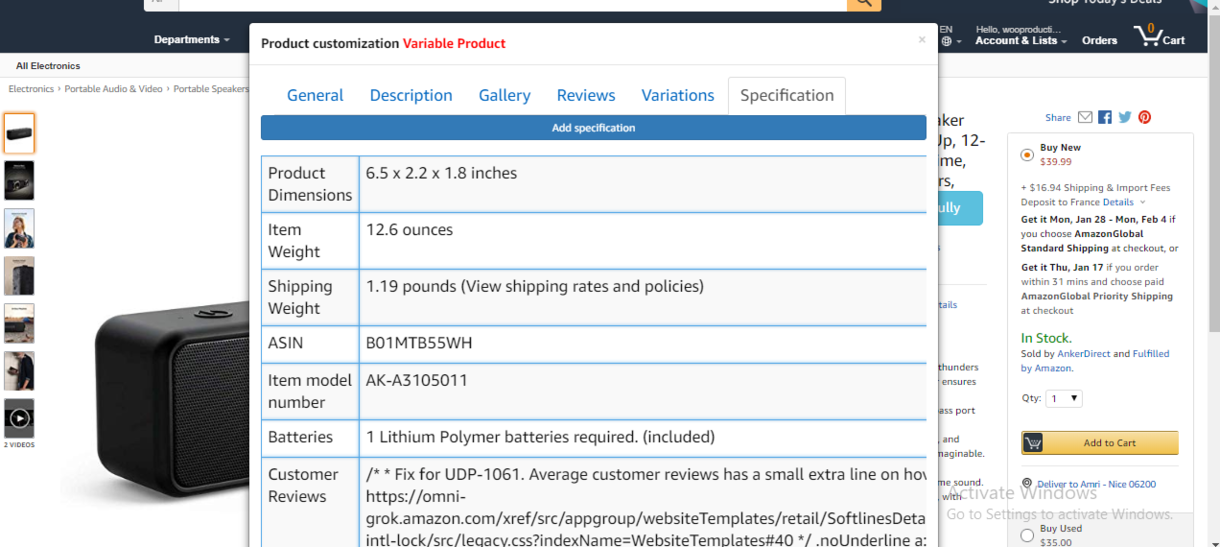 Shop Today's Deals
Departments
EN
Hello, wooproducti...
Account & Lists
Orders
0
Cart
All Electronics
Electronics › Portable Audio & Video › Portable Speakers
2 VIDEOS
Product customization Variable Product
×
General
Description
Gallery
Reviews
Variations
Specification
Add specification
Product Dimensions
6.5 x 2.2 x 1.8 inches
Item Weight
12.6 ounces
Shipping Weight
1.19 pounds (View shipping rates and policies)
ASIN
B01MTB55WH
Item model number
AK-A3105011
Batteries
1 Lithium Polymer batteries required. (included)
Customer Reviews
/* * Fix for UDP-1061. Average customer reviews has a small extra line on hov
https://omni-
grok.amazon.com/xref/src/appgroup/websiteTemplates/retail/SoftlinesDeta
intl-lock/src/legacy.css?indexName=WebsiteTemplates#40 */ .noUnderline a:
aker
Up, 12-
me,
rs,
ully
tails
thunders
ensures
ass port
, and
maginable.
me sound.
, with
Share
Buy New
$39.99
+ $16.94 Shipping & Import Fees
Deposit to France Details
Get it Mon, Jan 28 - Mon, Feb 4 if
you choose AmazonGlobal
Standard Shipping at checkout, or
Get it Thu, Jan 17 if you order
within 31 mins and choose paid
AmazonGlobal Priority Shipping
at checkout
In Stock.
Sold by AnkerDirect and Fulfilled
by Amazon.
Qty: 1
Add to Cart
Deliver to Amri - Nice 06200
Activate Windows
Go to Settings to activate Windows.
Buy Used
$35.00